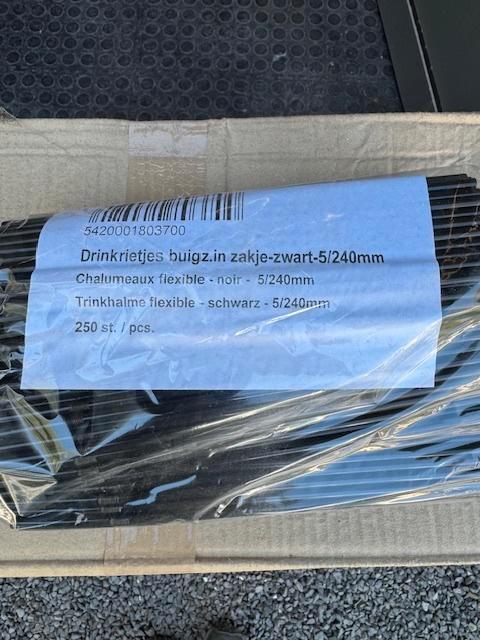 5420001803700
Drinkrietjes buigz.in zakje-zwart-5/240mm
Chalumeaux flexible - noir - 5/240mm
Trinkhalme flexible - schwarz - 5/240mm
250 st. / pcs.